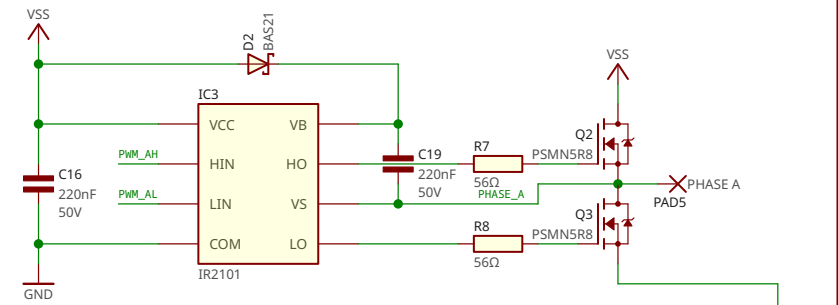 VSS
D2
BAS21
VSS
IC3
VCC
VB
Q2
PSMN5R8
PWM_AH
HIN
HO
C19
220nF
50V
R7
56Ω
C16
220nF
50V
PWM_AL
LIN
VS
PHASE_A
PHASE A
PAD5
Q3
PSMN5R8
R8
56Ω
COM
LO
IR2101
GND